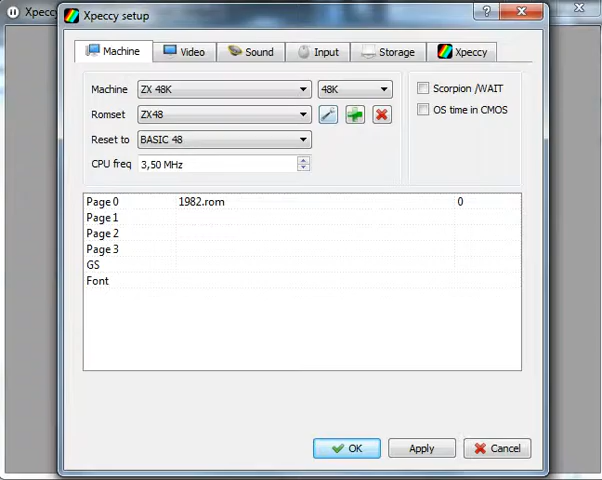 Xpeccy
Xpeccy setup
?
Machine
Video
Sound
Input
Storage
Xpeccy
Machine
ZX 48K
48K
Scorpion /WAIT
Romset
ZX48
OS time in CMOS
Reset to
BASIC 48
CPU freq
3,50 MHz
Page 0 1982.rom 0
Page 1
Page 2
Page 3
GS
Font
OK
Apply
Cancel